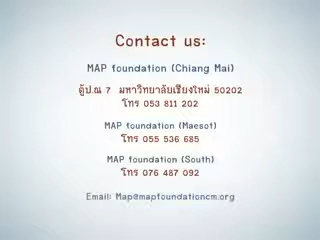 Contact us:
MAP foundation (Chiang Mai)
ตู้ป.ณ 7 มหาวิทยาลัยเชียงใหม่ 50202
โทร 053 811 202
MAP foundation (Maesot)
โทร 055 536 685
MAP foundation (South)
โทร 076 487 092
Email: Map@mapfoundationcm.org